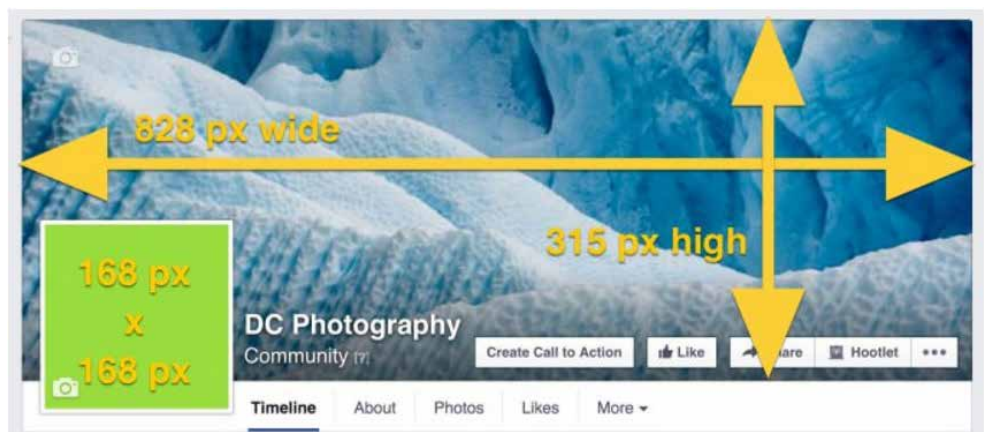 828 px wide
315 px high
168 px
x
168 px
DC Photography
Community [?]
Create Call to Action Like Share Hootlet •••
Timeline About Photos Likes More